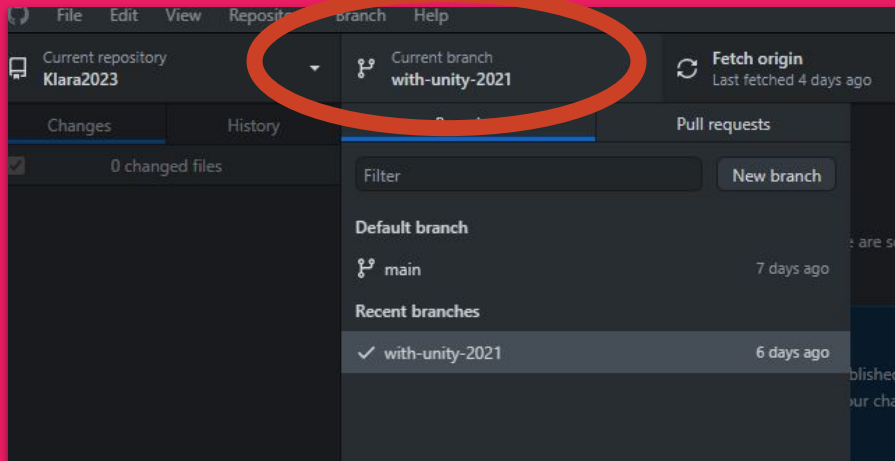 File Edit View Repository Branch Help
Current repository
Klara2023
Current branch
with-unity-2021
Fetch origin
Last fetched 4 days ago
Changes History
Pull requests
0 changed files
Filter
New branch
Default branch
main 7 days ago
Recent branches
with-unity-2021 6 days ago
are